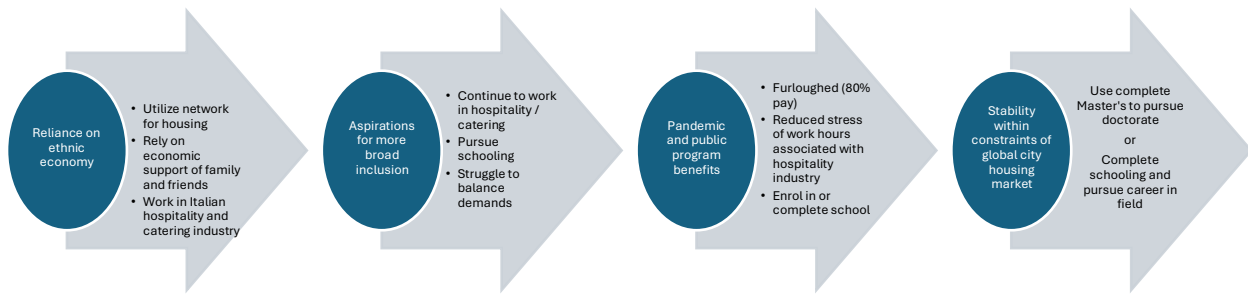 Reliance on
ethnic
economy
• Utilize network
for housing
• Rely on
economic
support of family
and friends
• Work in Italian
hospitality and
catering industry
Aspirations
for more
broad
inclusion
• Continue to work
in hospitality /
catering
• Pursue
schooling
• Struggle to
balance
demands
Pandemic
and public
program
benefits
• Furloughed (80%
pay)
• Reduced stress
of work hours
associated with
hospitality
industry
• Enrol in or
complete school
Stability
within
constraints of
global city
housing
market
Use complete
Master's to pursue
doctorate
or
Complete
schooling and
pursue career in
field